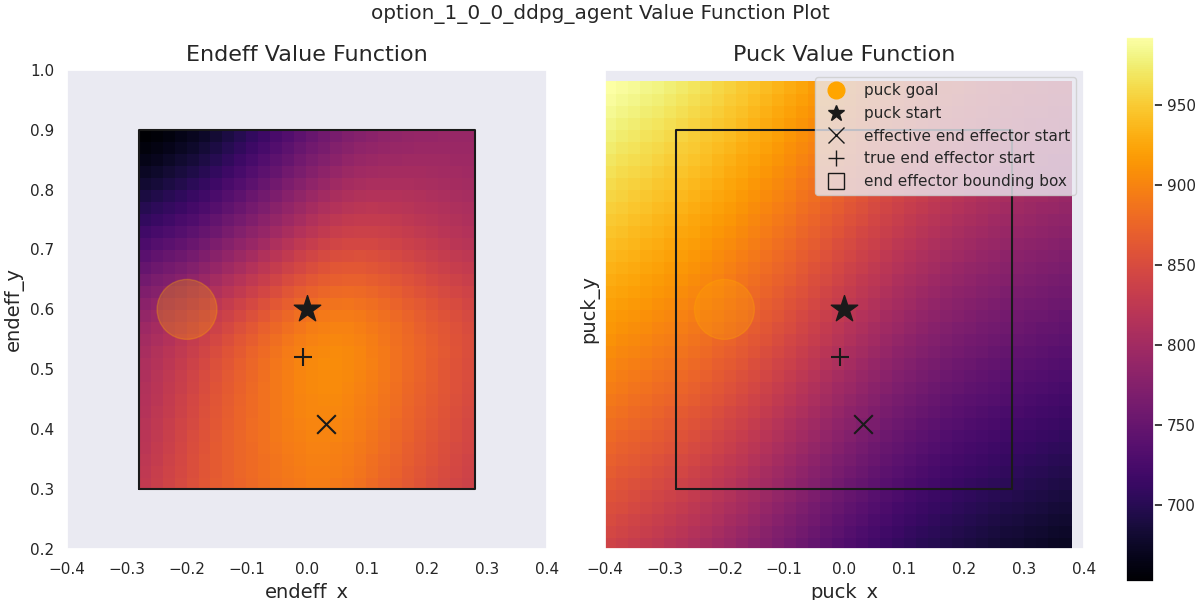 option_1_0_0_ddpg_agent Value Function Plot
Endeff Value Function
1.0
0.9
0.8
0.7
0.6
0.5
0.4
0.3
0.2
endeff_y
−0.4 −0.3 −0.2 −0.1 0.0 0.1 0.2 0.3 0.4
endeff_x
Puck Value Function
puck goal
puck start
effective end effector start
true end effector start
end effector bounding box
puck_y
−0.4 −0.3 −0.2 −0.1 0.0 0.1 0.2 0.3 0.4
puck_x
950
900
850
800
750
700